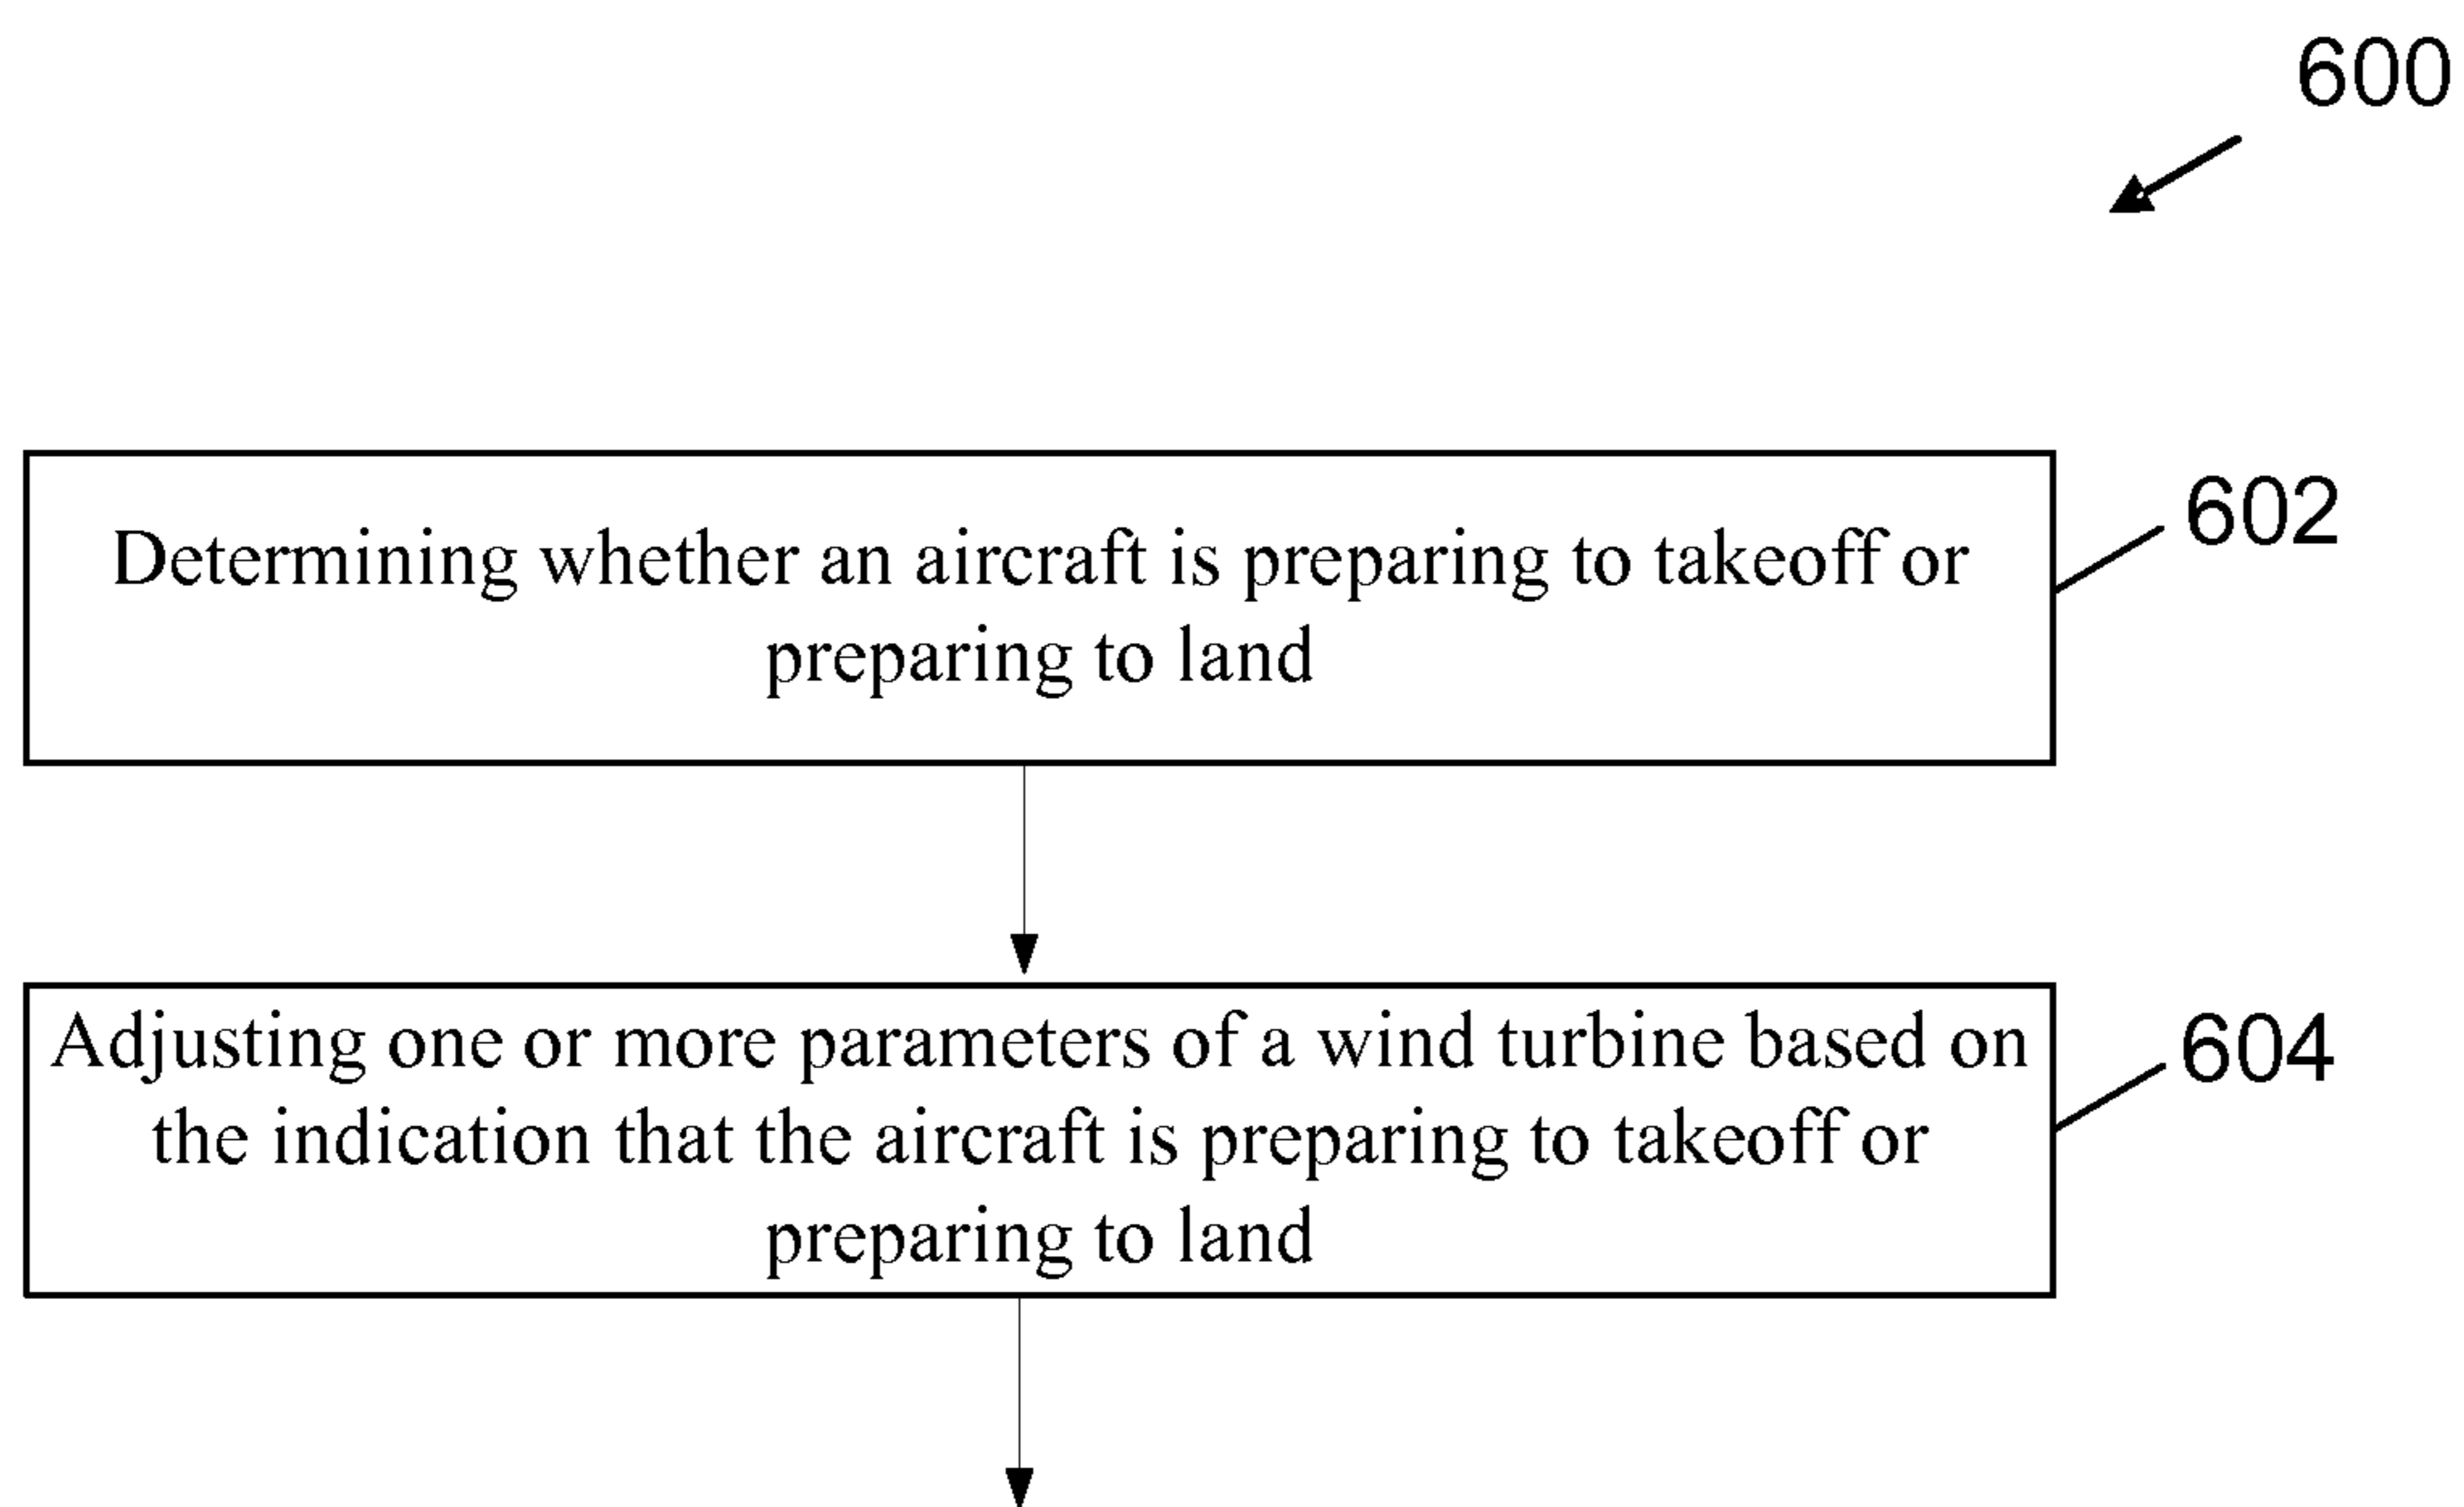 600
Determining whether an aircraft is preparing to takeoff or
preparing to land
602
Adjusting one or more parameters of a wind turbine based on
the indication that the aircraft is preparing to takeoff or
preparing to land
604